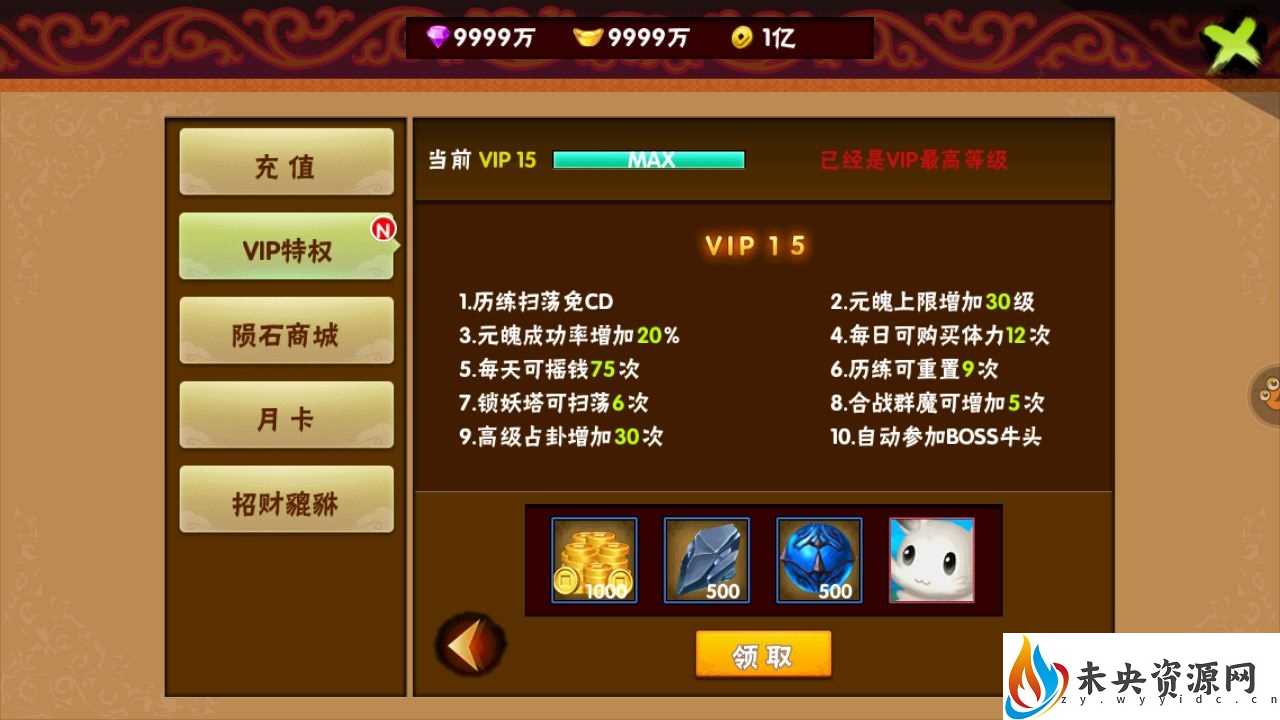 9999万 9999万 1亿
充值
VIP特权
N
陨石商城
月卡
招财貔貅
当前 VIP 15 MAX 已经是VIP最高等级
VIP 15
1.历练扫荡免CD 2.元魄上限增加30级
3.元魄成功率增加20% 4.每日可购买体力12次
5.每天可摇钱75次 6.历练可重置9次
7.锁妖塔可扫荡6次 8.合战群魔可增加5次
9.高级占卦增加30次 10.自动参加BOSS牛头
1000 500 500
领取
未央资源网
zy.wyyidc.cn